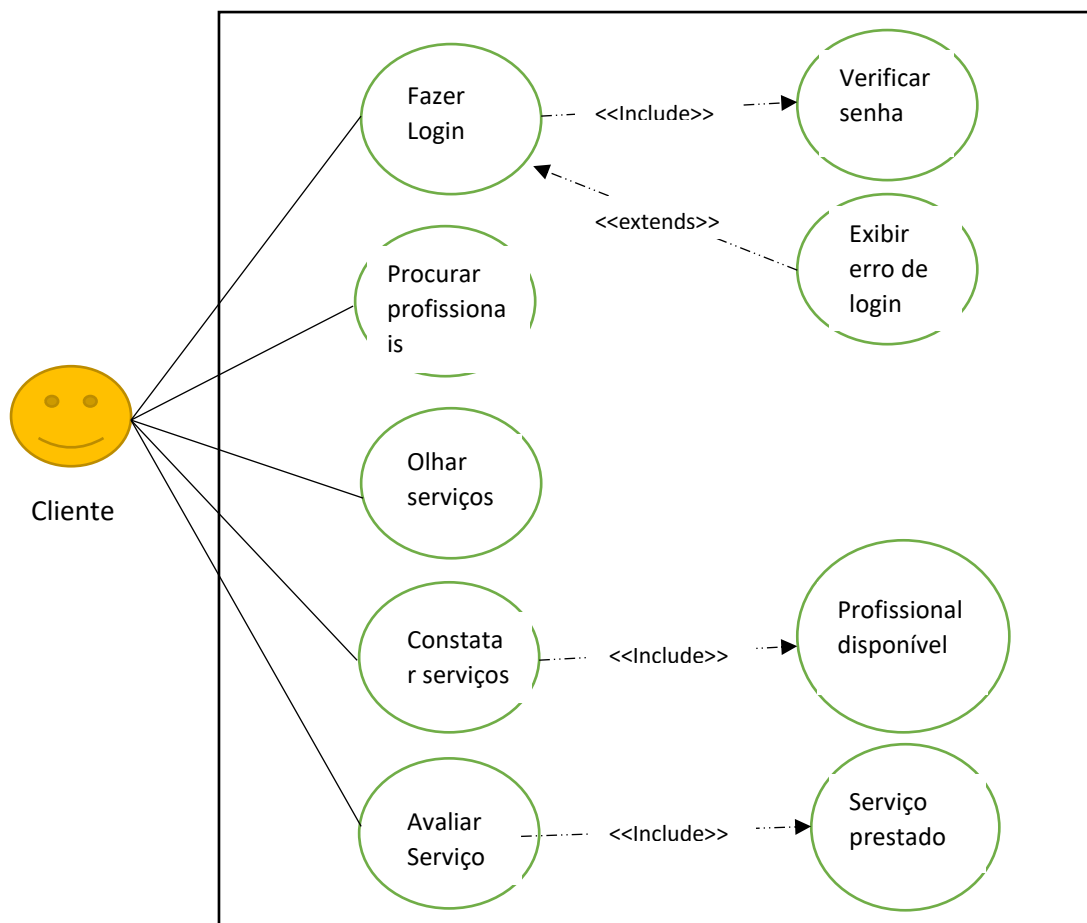 Fazer
Login
<<Include>>
Verificar
senha
<<extends>>
Exibir
erro de
login
Procurar
profissiona
is
Cliente
Olhar
serviços
Constata
r serviços
<<Include>>
Profissional
disponível
Avaliar
Serviço
<<Include>>
Serviço
prestado